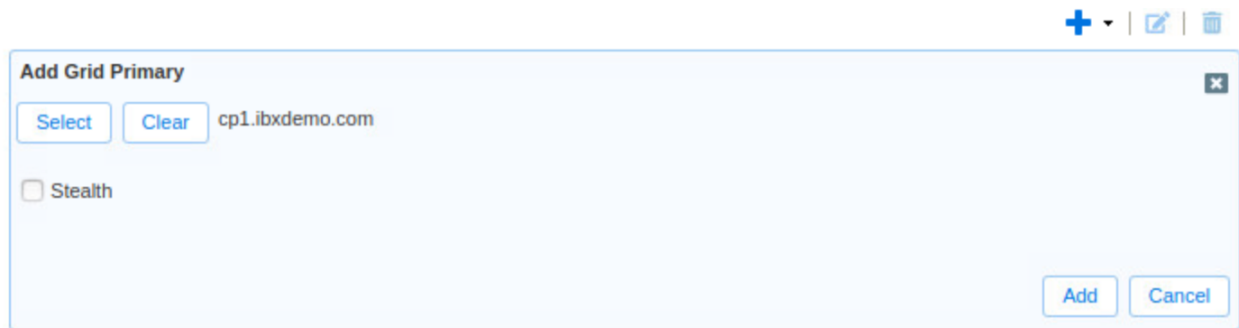 Add Grid Primary
Select Clear cp1.ibxdemo.com
Stealth
Add Cancel